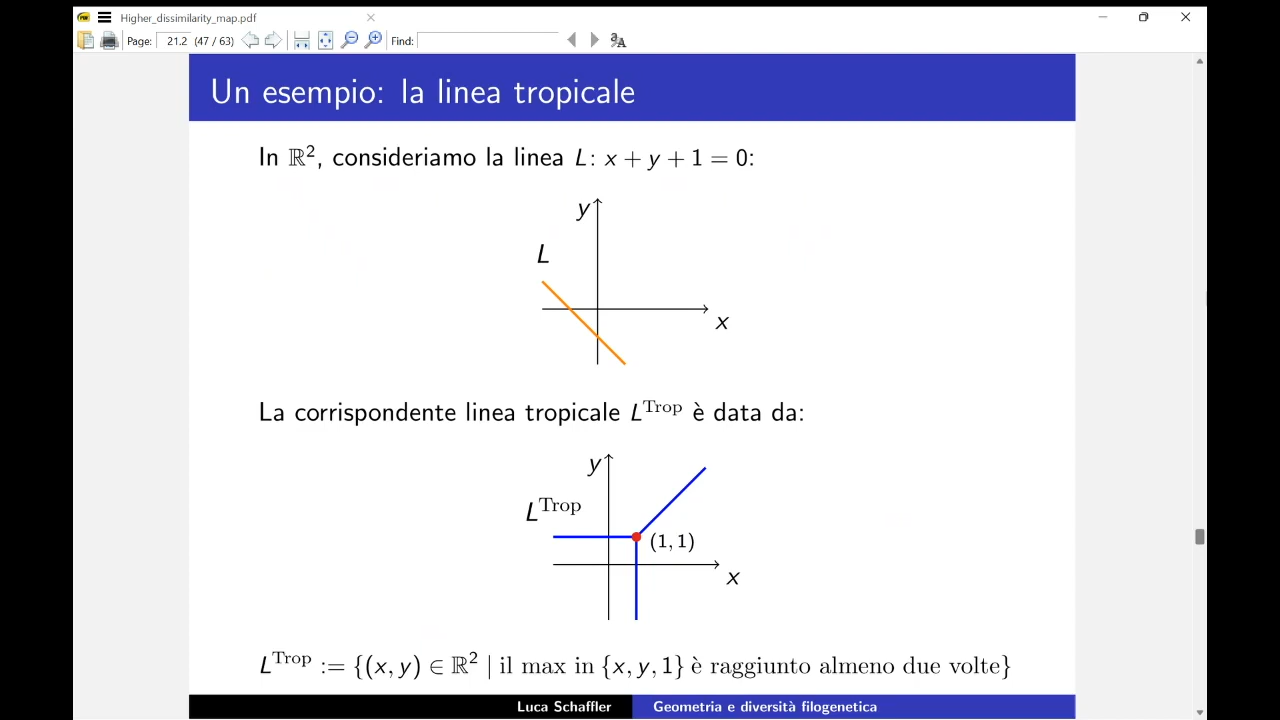 Higher_dissimilarity_map.pdf
Page: 21.2 (47 / 63) Find:
Un esempio: la linea tropicale
In ℝ², consideriamo la linea L: x + y + 1 = 0:
y
L
x
La corrispondente linea tropicale L^Trop è data da:
y
L^Trop
(1, 1)
x
L^Trop := {(x, y) ∈ ℝ² | il max in {x, y, 1} è raggiunto almeno due volte}
Luca Schaffler Geometria e diversità filogenetica